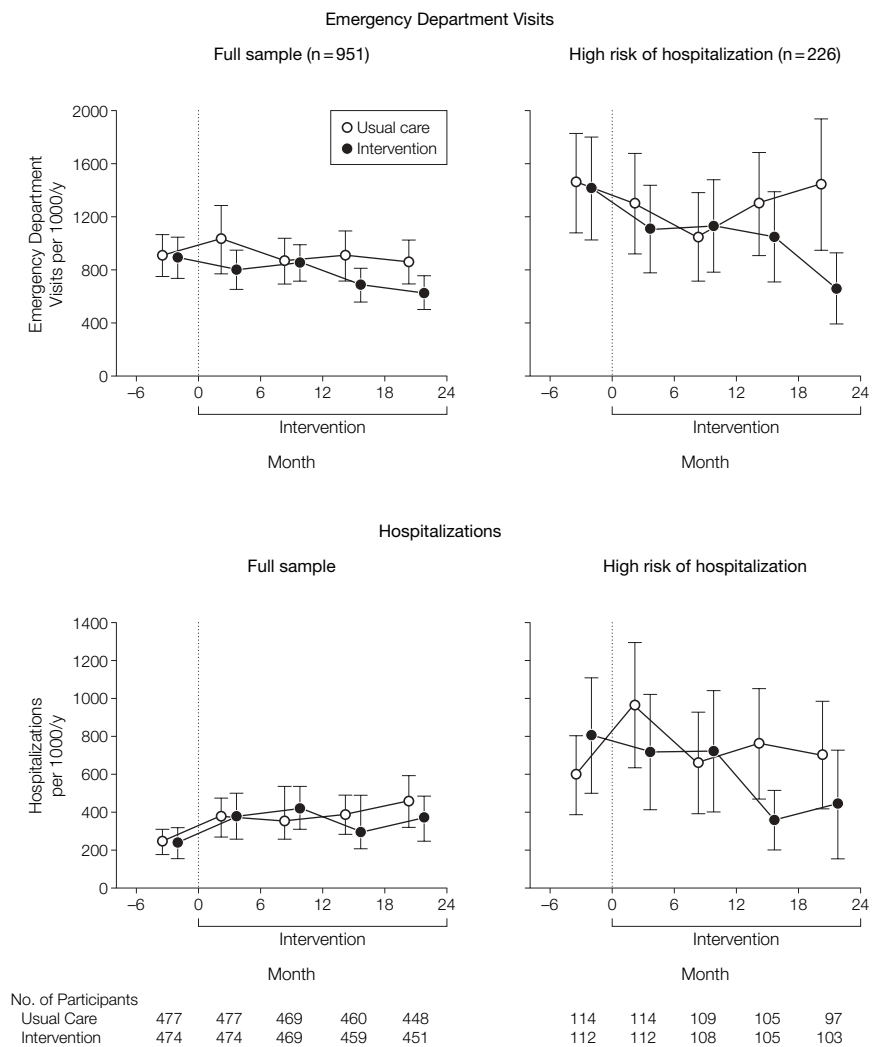 Emergency Department Visits
Full sample (n=951)
High risk of hospitalization (n=226)
Emergency Department
Visits per 1000/y
2000
1600
1200
800
400
0
Usual care
Intervention
–6 0 6 12 18 24
Intervention
Month
–6 0 6 12 18 24
Intervention
Month
Hospitalizations
Full sample
High risk of hospitalization
Hospitalizations
per 1000/y
1400
1200
1000
800
600
400
200
0
–6 0 6 12 18 24
Intervention
Month
–6 0 6 12 18 24
Intervention
Month
No. of Participants
Usual Care 477 477 469 460 448 114 114 109 105 97
Intervention 474 474 469 459 451 112 112 108 105 103